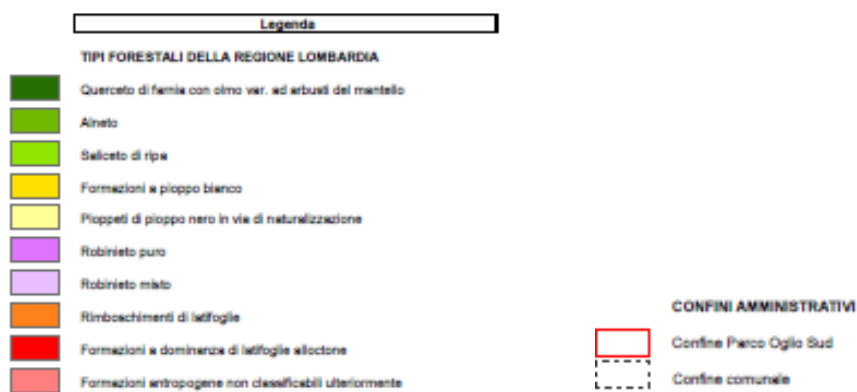 Legenda
TIPI FORESTALI DELLA REGIONE LOMBARDIA
Querceto di farnia con olmo var. ad arbusti del mantello
Alneto
Saliceto di ripa
Formazioni a pioppo bianco
Pioppeti di pioppo nero in via di naturalizzazione
Robinieto puro
Robinieto misto
Rimboschimenti di latifoglie
Formazioni a dominanza di latifoglie alloctone
Formazioni antropogene non classificabili ulteriormente
CONFINI AMMINISTRATIVI
Confine Parco Oglio Sud
Confine comunale